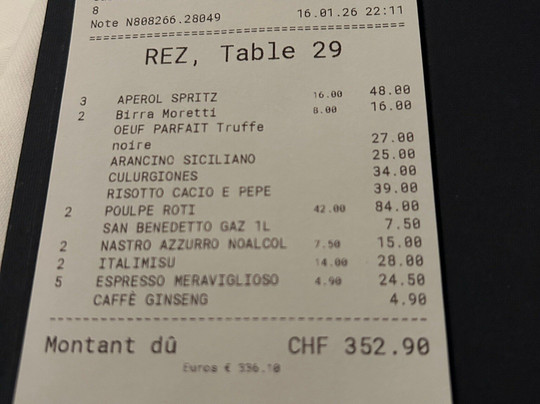 8
Note N808266.28049 16.01.26 22:11
REZ, Table 29
3 APEROL SPRITZ 16.00 48.00
2 Birra Moretti 8.00 16.00
OEUF PARFAIT Truffe
noire 27.00
ARANCINO SICILIANO 25.00
CULURGIONES 34.00
RISOTTO CACIO E PEPE 39.00
2 POULPE ROTI 42.00 84.00
SAN BENEDETTO GAZ 1L 7.50
2 NASTRO AZZURRO NOALCOL 7.50 15.00
2 ITALIMISU 14.00 28.00
5 ESPRESSO MERAVIGLIOSO 4.90 24.50
CAFFÈ GINSENG 4.90
Montant dû CHF 352.90
Euros € 336.10